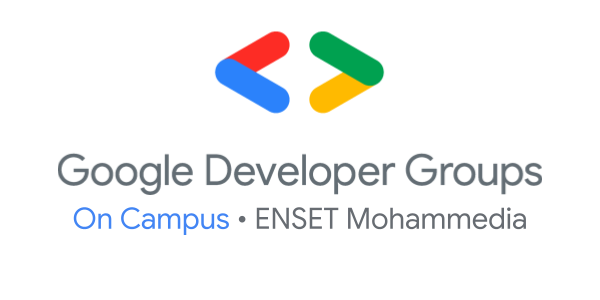 Google Developer Groups
On Campus • ENSET Mohammedia